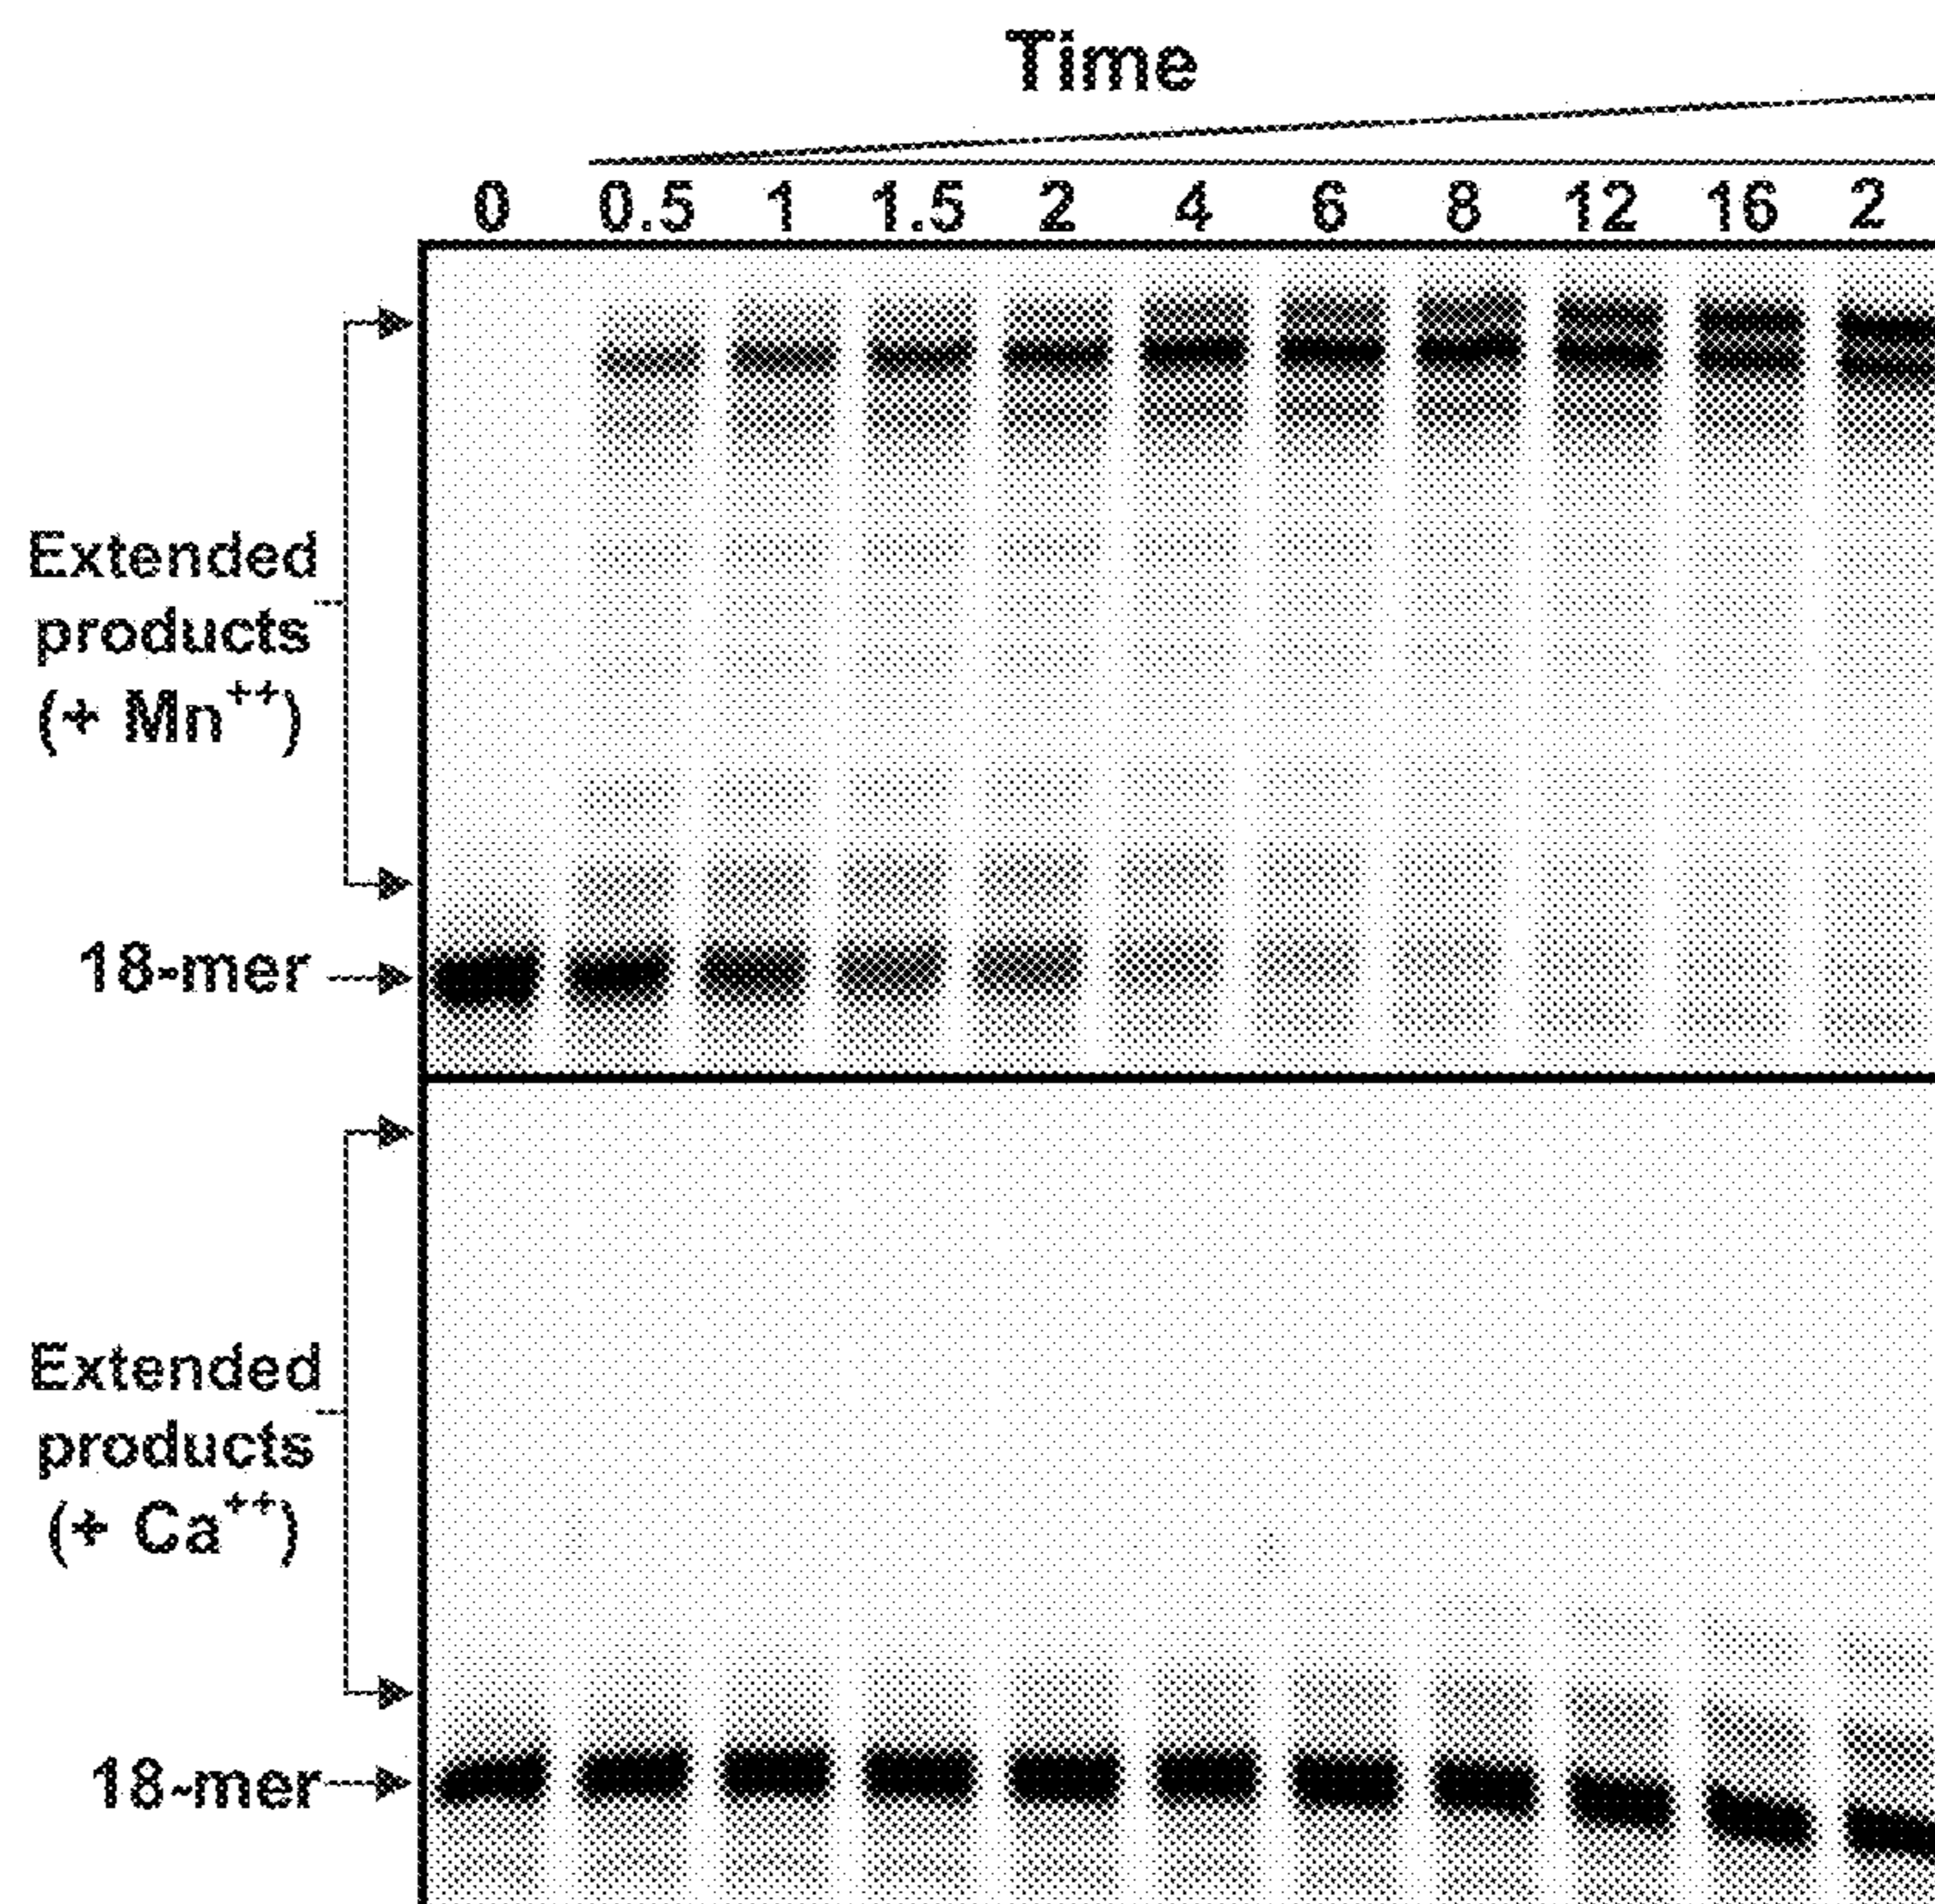 Time
0 0.5 1 1.5 2 4 6 8 12 16 2
Extended
products
(+ Mn⁺⁺)
18-mer
Extended
products
(+ Ca⁺⁺)
18-mer